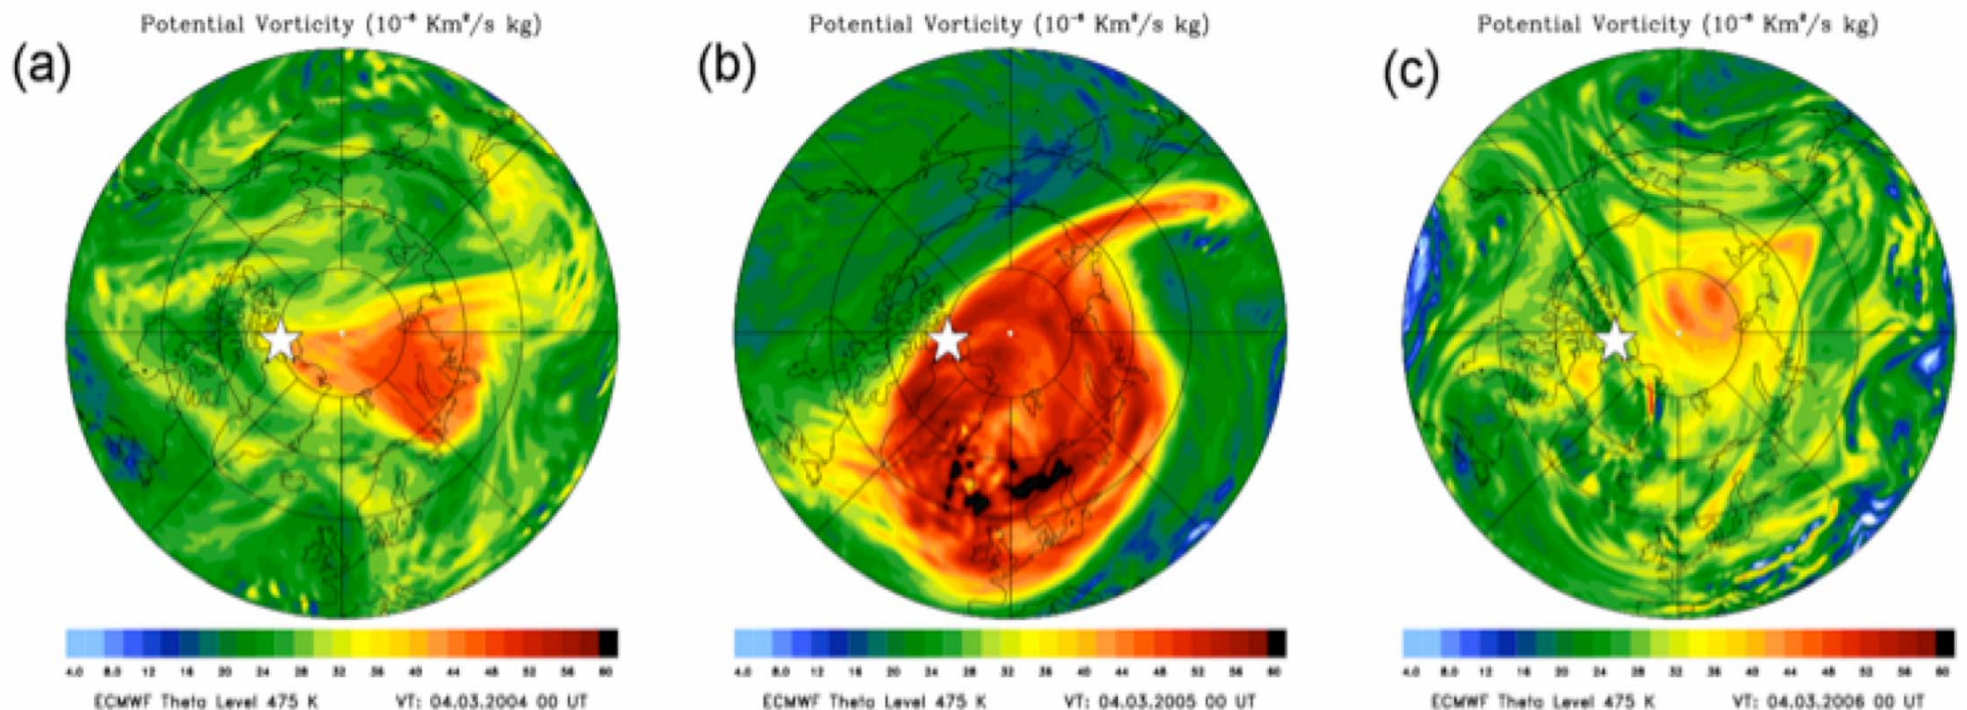 Potential Vorticity (10⁻⁶ Km²/s kg)
(a)
4.0 8.0 12 16 20 24 28 32 36 40 44 48 52 56 60
ECMWF Theta Level 475 K VT: 04.03.2004 00 UT
Potential Vorticity (10⁻⁶ Km²/s kg)
(b)
4.0 8.0 12 16 20 24 28 32 36 40 44 48 52 56 60
ECMWF Theta Level 475 K VT: 04.03.2005 00 UT
Potential Vorticity (10⁻⁶ Km²/s kg)
(c)
4.0 8.0 12 16 20 24 28 32 36 40 44 48 52 56 60
ECMWF Theta Level 475 K VT: 04.03.2006 00 UT